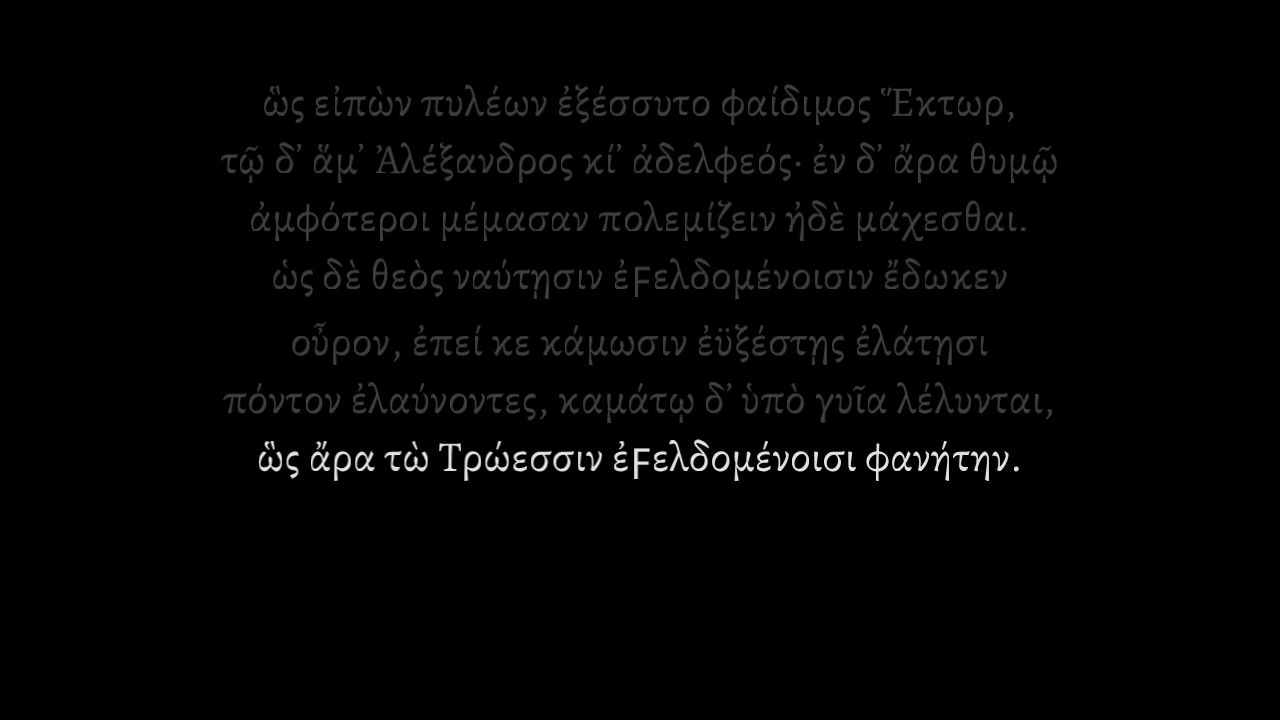 ὣς εἰπὼν πυλέων ἐξέσσυτο φαίδιμος Ἕκτωρ,
τῷ δ’ ἅμ’ Ἀλέξανδρος κί’ ἀδελφεός· ἐν δ’ ἄρα θυμῷ
ἀμφότεροι μέμασαν πολεμίζειν ἠδὲ μάχεσθαι.
ὡς δὲ θεὸς ναύτῃσιν ἐϜελδομένοισιν ἔδωκεν
οὖρον, ἐπεί κε κάμωσιν ἐϋξέστῃς ἐλάτῃσι
πόντον ἐλαύνοντες, καμάτῳ δ’ ὑπὸ γυῖα λέλυνται,
ὣς ἄρα τὼ Τρώεσσιν ἐϜελδομένοισι φανήτην.